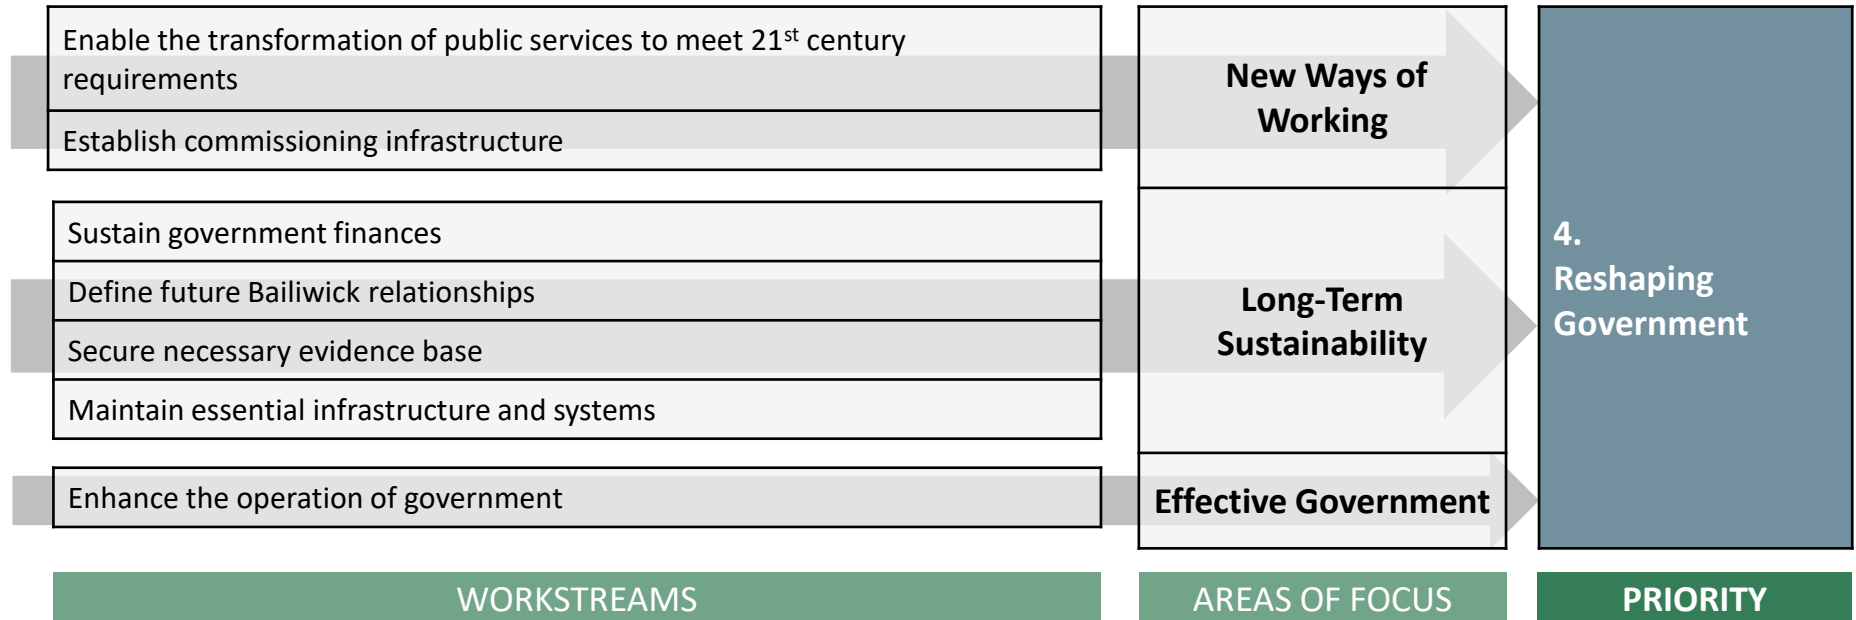 Enable the transformation of public services to meet 21st century
requirements
Establish commissioning infrastructure
New Ways of
Working
Sustain government finances
Define future Bailiwick relationships
Secure necessary evidence base
Maintain essential infrastructure and systems
Long-Term
Sustainability
Enhance the operation of government
Effective Government
4.
Reshaping
Government
WORKSTREAMS
AREAS OF FOCUS
PRIORITY